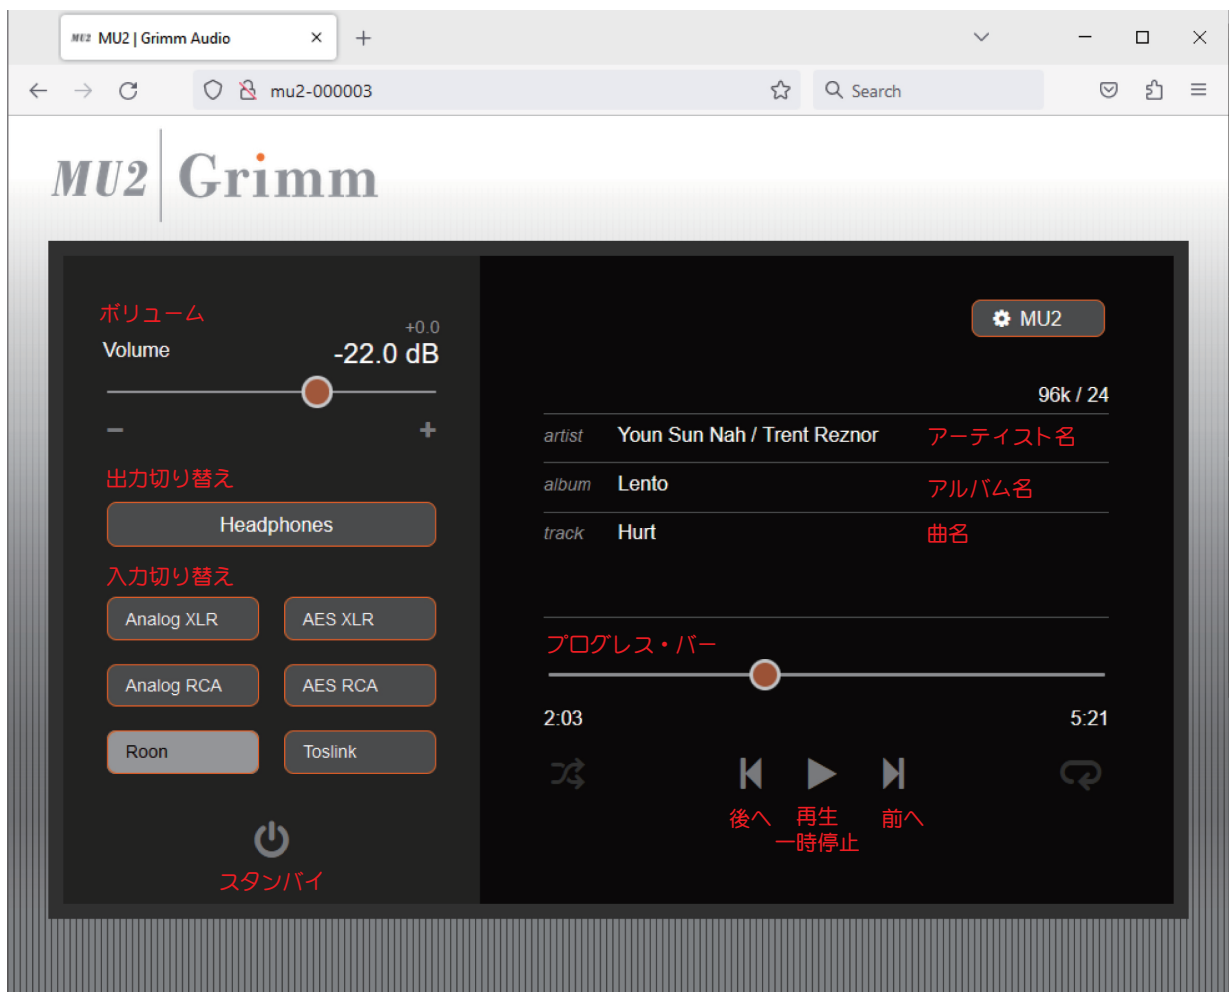 MU2 MU2 | Grimm Audio
mu2-000003
Search
MU2 Grimm
ボリューム
+0.0
Volume -22.0 dB
出力切り替え
Headphones
入力切り替え
Analog XLR
AES XLR
Analog RCA
AES RCA
Roon
Toslink
スタンバイ
MU2
96k / 24
artist Youn Sun Nah / Trent Reznor アーティスト名
album Lento アルバム名
track Hurt 曲名
プログレス・バー
2:03 5:21
後へ 再生 前へ
一時停止